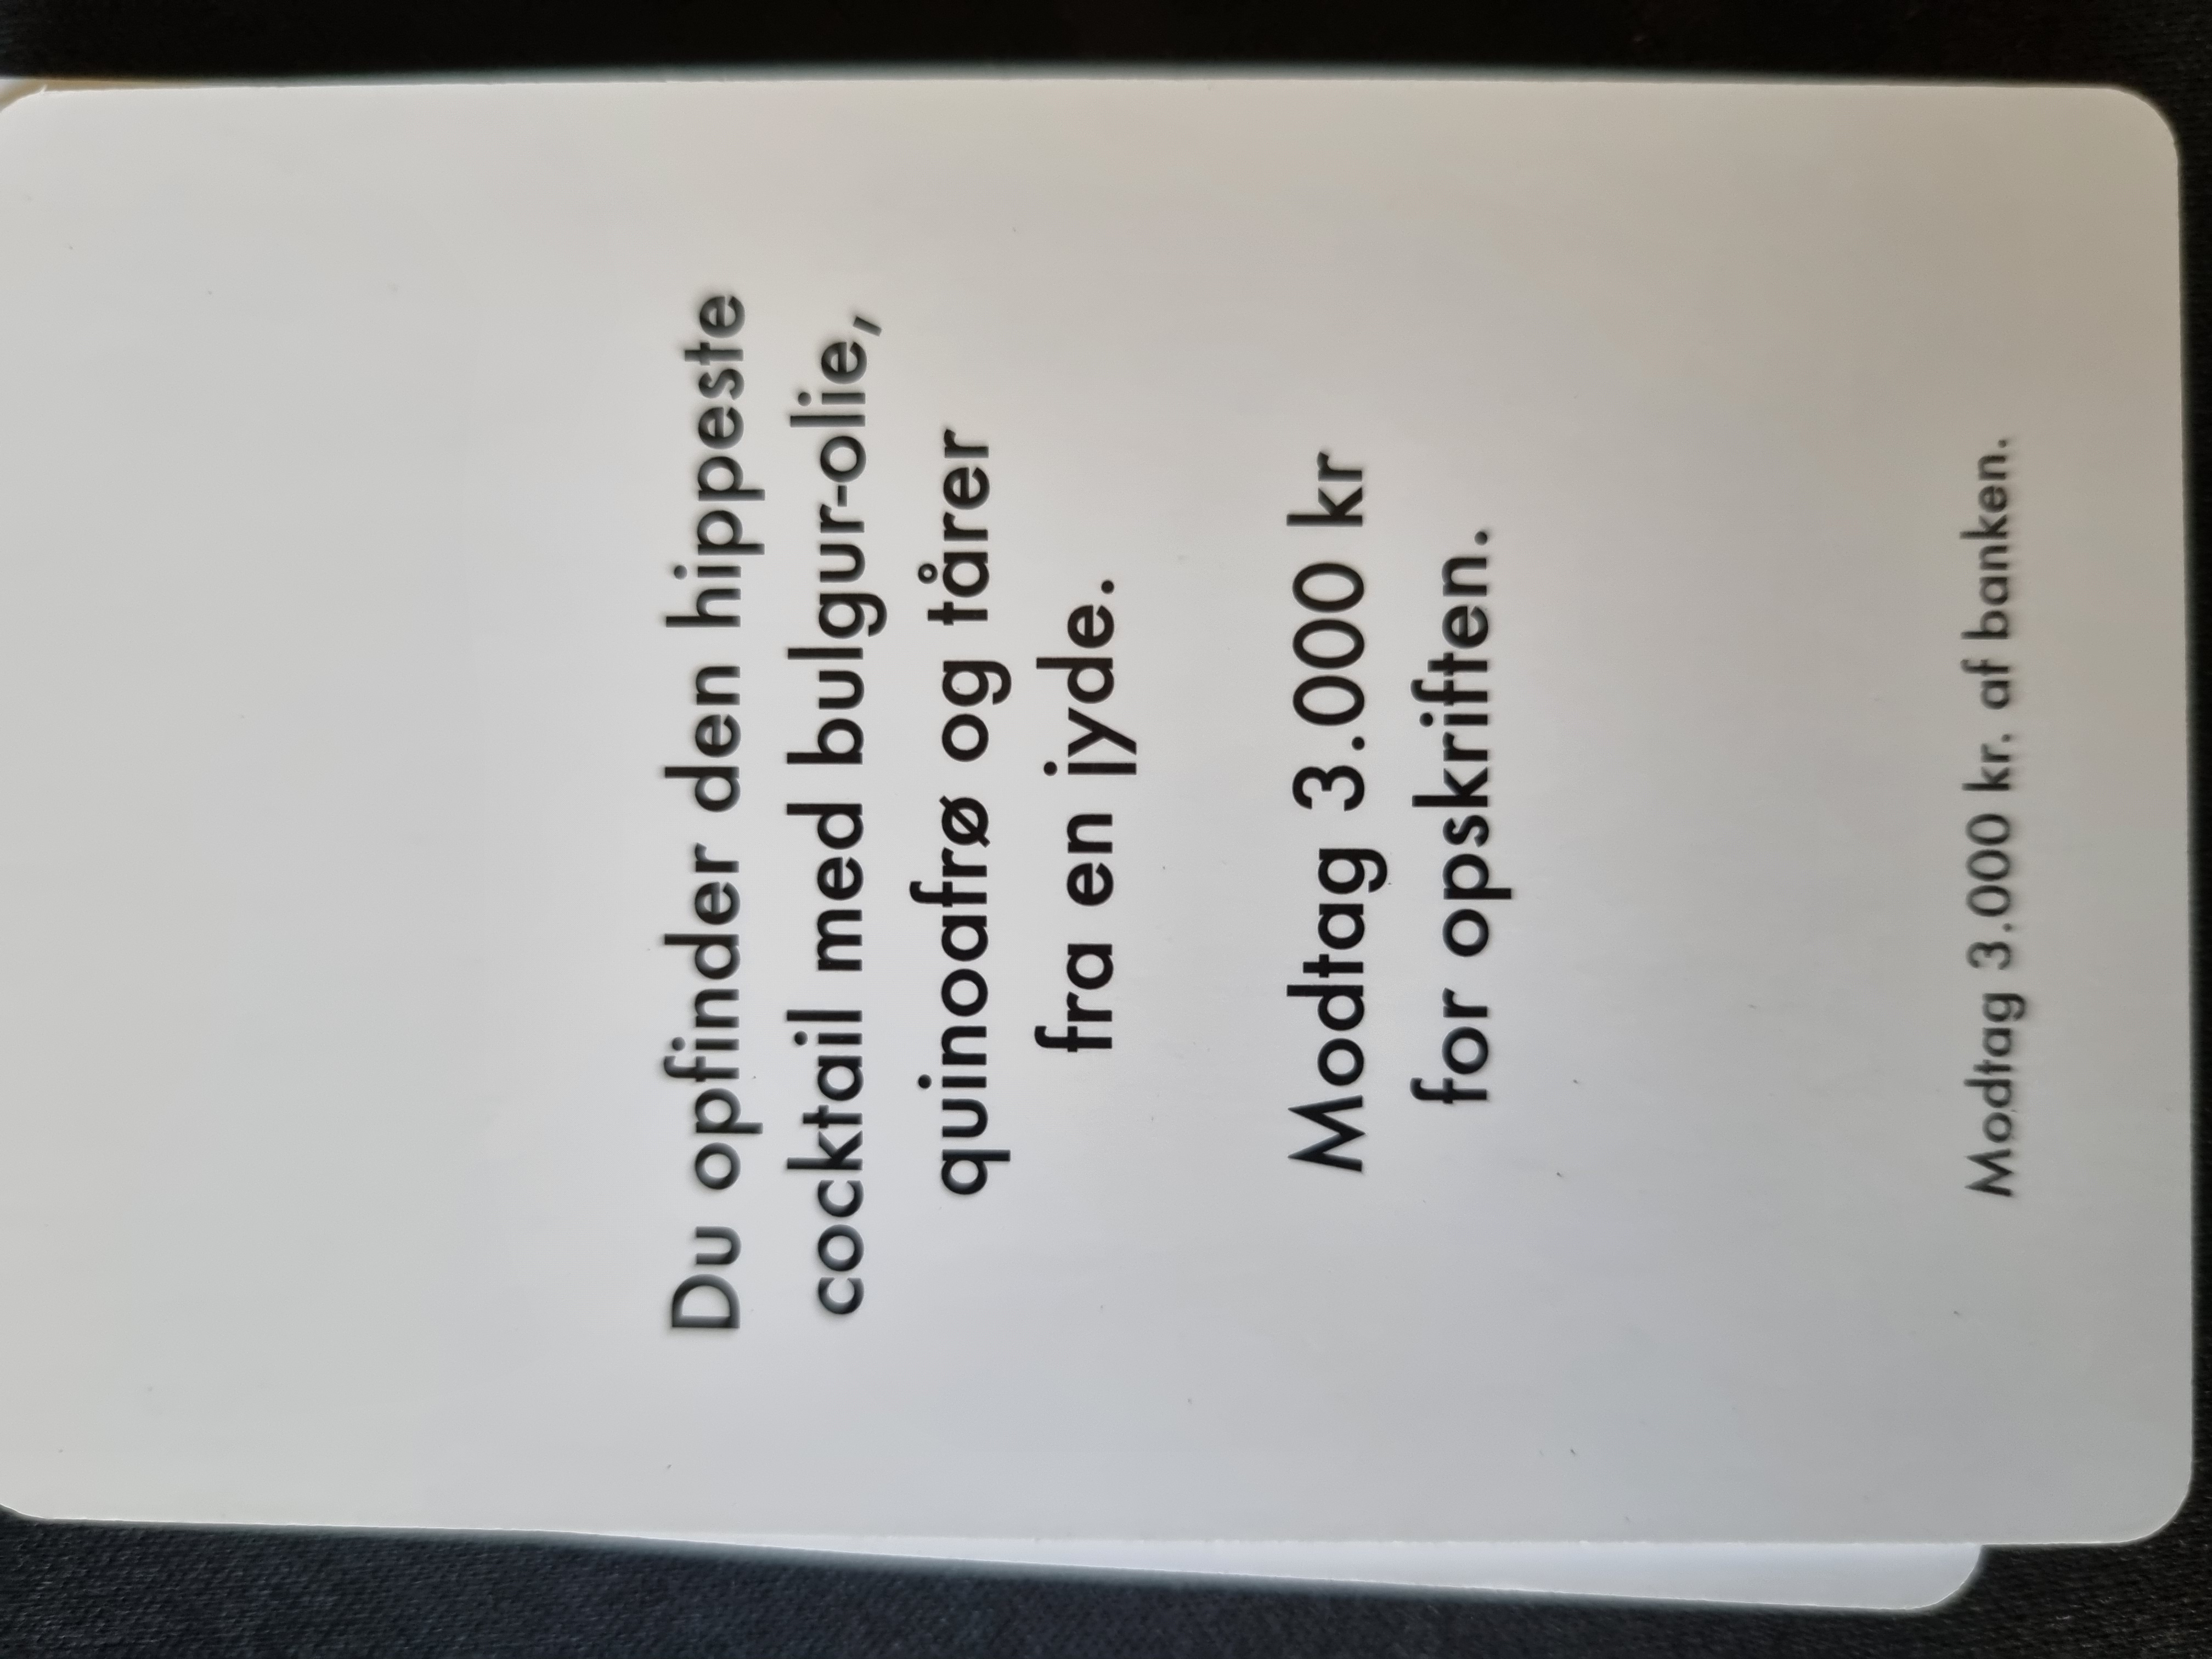 Du opfinder den hippeste
cocktail med bulgur-olie,
quinoafrø og tårer
fra en jyde.
Modtag 3.000 kr
for opskriften.
Modtag 3.000 kr. af banken.